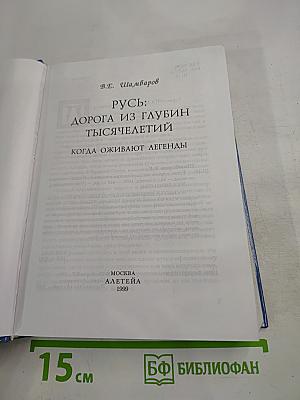 В.Е. Шамбаров
РУСЬ:
ДОРОГА ИЗ ГЛУБИН
ТЫСЯЧЕЛЕТИЙ
КОГДА ОЖИВАЮТ ЛЕГЕНДЫ
МОСКВА
АЛЕТЕЙА
1999
15 см
БФ БИБЛИОФАН